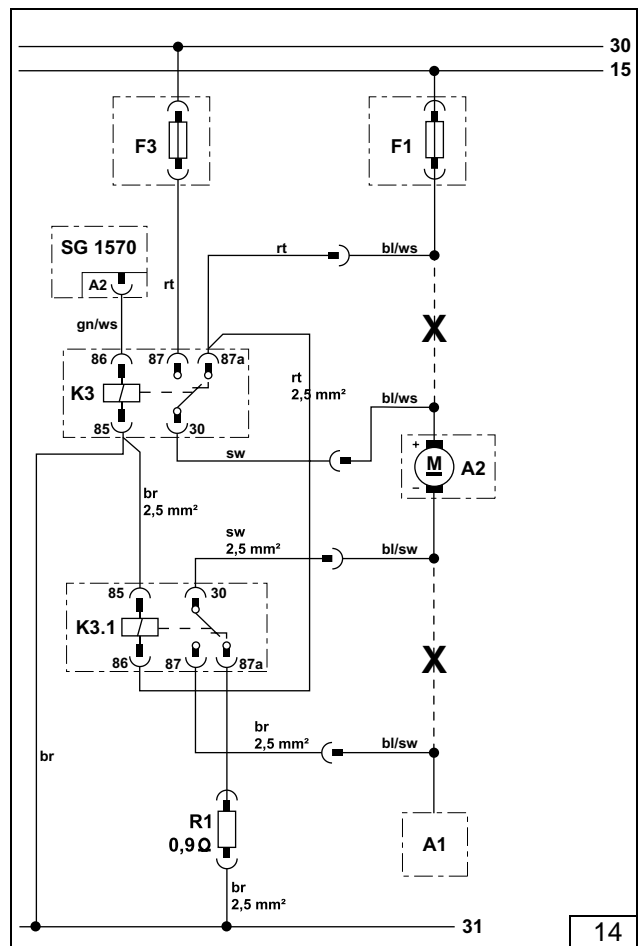 30
15
F3
F1
SG 1570
A2
rt
bl/ws
rt
gn/ws
86
87
87a
K3
rt
2,5 mm²
bl/ws
85
30
sw
+
M
A2
−
br
2,5 mm²
sw
2,5 mm²
bl/sw
85
30
K3.1
86
87
87a
br
br
2,5 mm²
bl/sw
R1
0,9Ω
A1
br
2,5 mm²
31
14
X
X